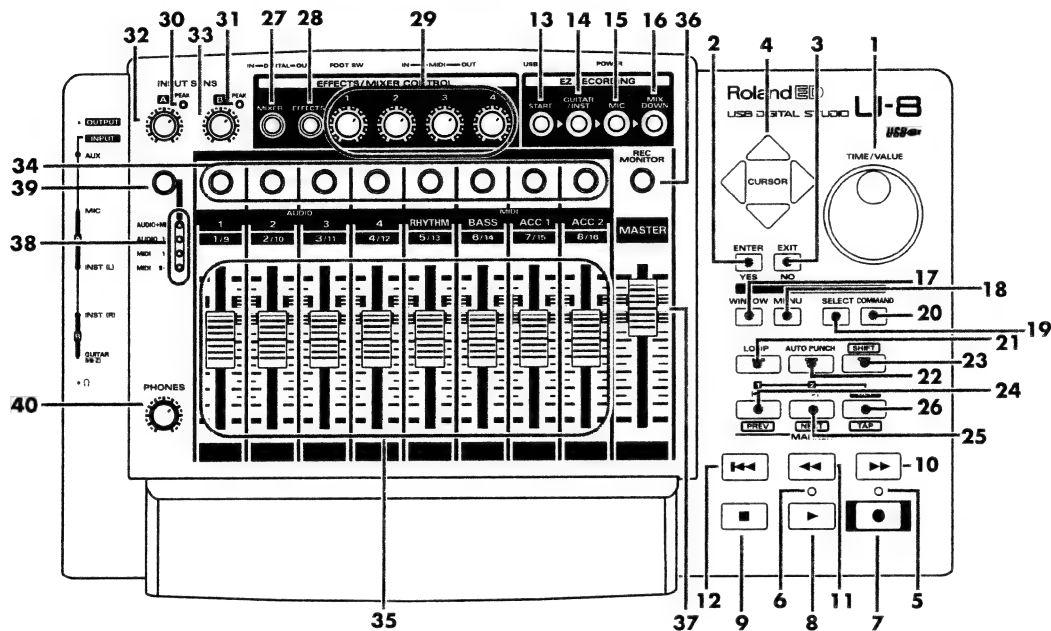 30 31 27 28 29 13 14 15 16 36 2 4 3 1
32 33
IN—DIGITAL—OUT FOOT SW IN—MIDI—OUT USB POWER
INPUT SENS EFFECTS/MIXER CONTROL EZ RECORDING
A PEAK B PEAK
MIXER EFFECTS 1 2 3 4 START GUITAR/INST MIC MIX DOWN
Roland ED
USB DIGITAL STUDIO UA-8
USB
OUTPUT
INPUT
AUX
34
39
REC MONITOR
TIME/VALUE
CURSOR
MIC
38
AUDIO MIDI
1 2 3 4 RHYTHM BASS ACC 1 ACC 2 MASTER
1/9 2/10 3/11 4/12 5/13 6/14 7/15 8/16
INST (L)
INST (R)
GUITAR
ENTER EXIT
YES NO
17
WINDOW MENU SELECT COMMAND
18
20
19
21
LOOP AUTO PUNCH SHIFT
23
22
24
26
PREV NEXT TAP
25
PHONES
40
10
6 5
35
37 12 9 8 11 7